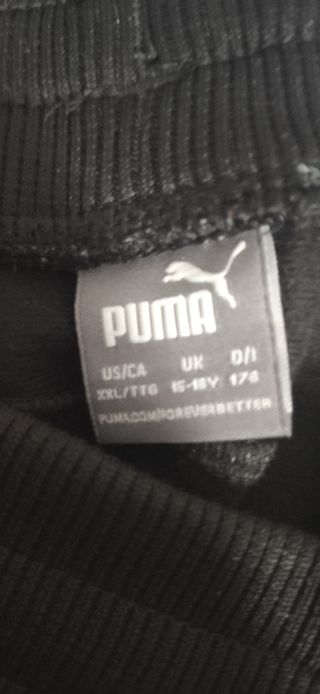 PUMA
US/CA UK D/I
XXL/TTG 15-16Y 176
PUMA.COM/FOREVERBETTER